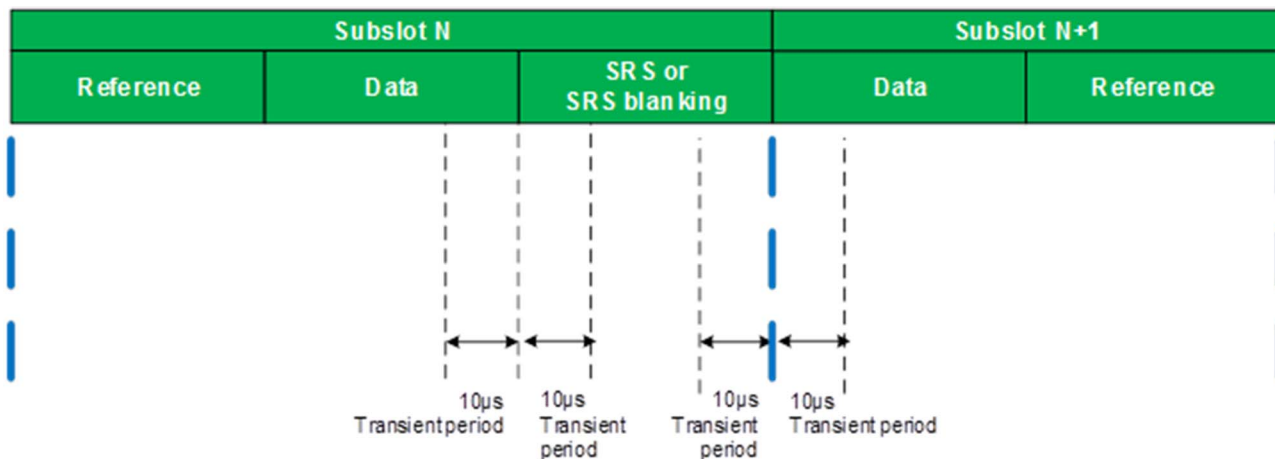 Subslot N
Subslot N+1
Reference
Data
SRS or
SRS blanking
Data
Reference
10µs
Transient period
10µs
Transient
period
10µs
Transient
period
10µs
Transient period